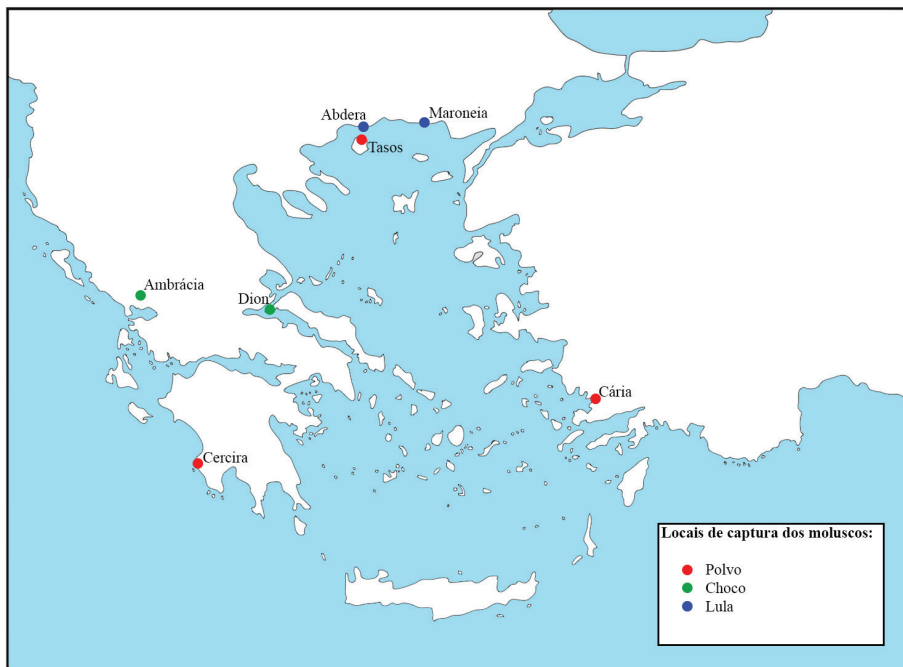 Abdera
Maroneia
Tasos
Ambrácia
Dion
Cária
Cercira
Locais de captura dos moluscos:
Polvo
Choco
Lula